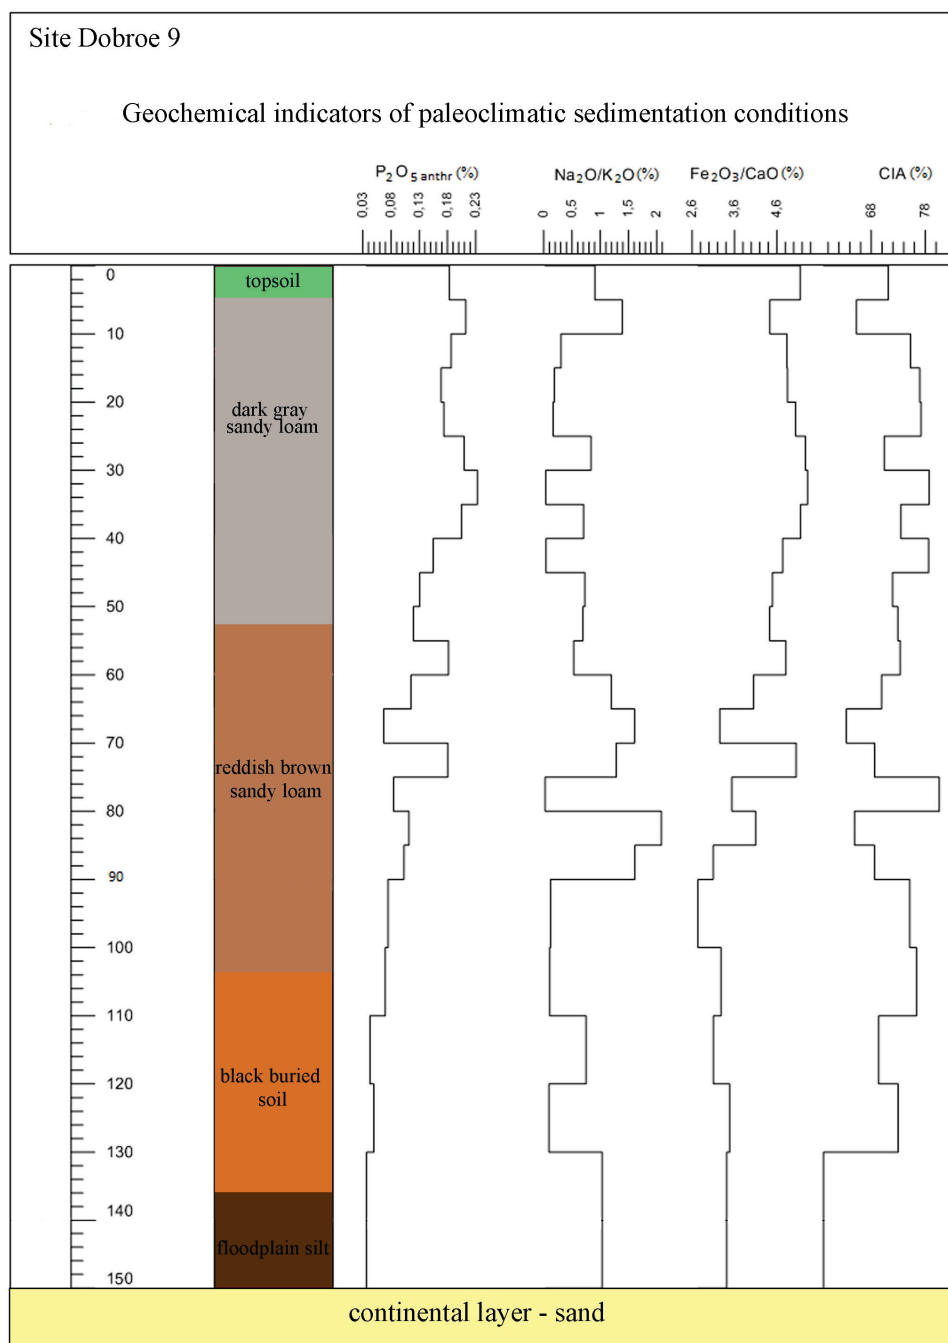 Site Dobroe 9
Geochemical indicators of paleoclimatic sedimentation conditions
P2O5 anthr (%) Na2O/K2O(%) Fe2O3/CaO (%) CIA (%)
0,03 0,08 0,13 0,18 0,23 0 0,5 1 1,5 2 2,6 3,6 4,6 68 78
0
topsoil
10
20
dark gray
sandy loam
30
40
50
60
70
reddish brown
sandy loam
80
90
100
110
black buried
soil
120
130
140
floodplain silt
150
continental layer - sand